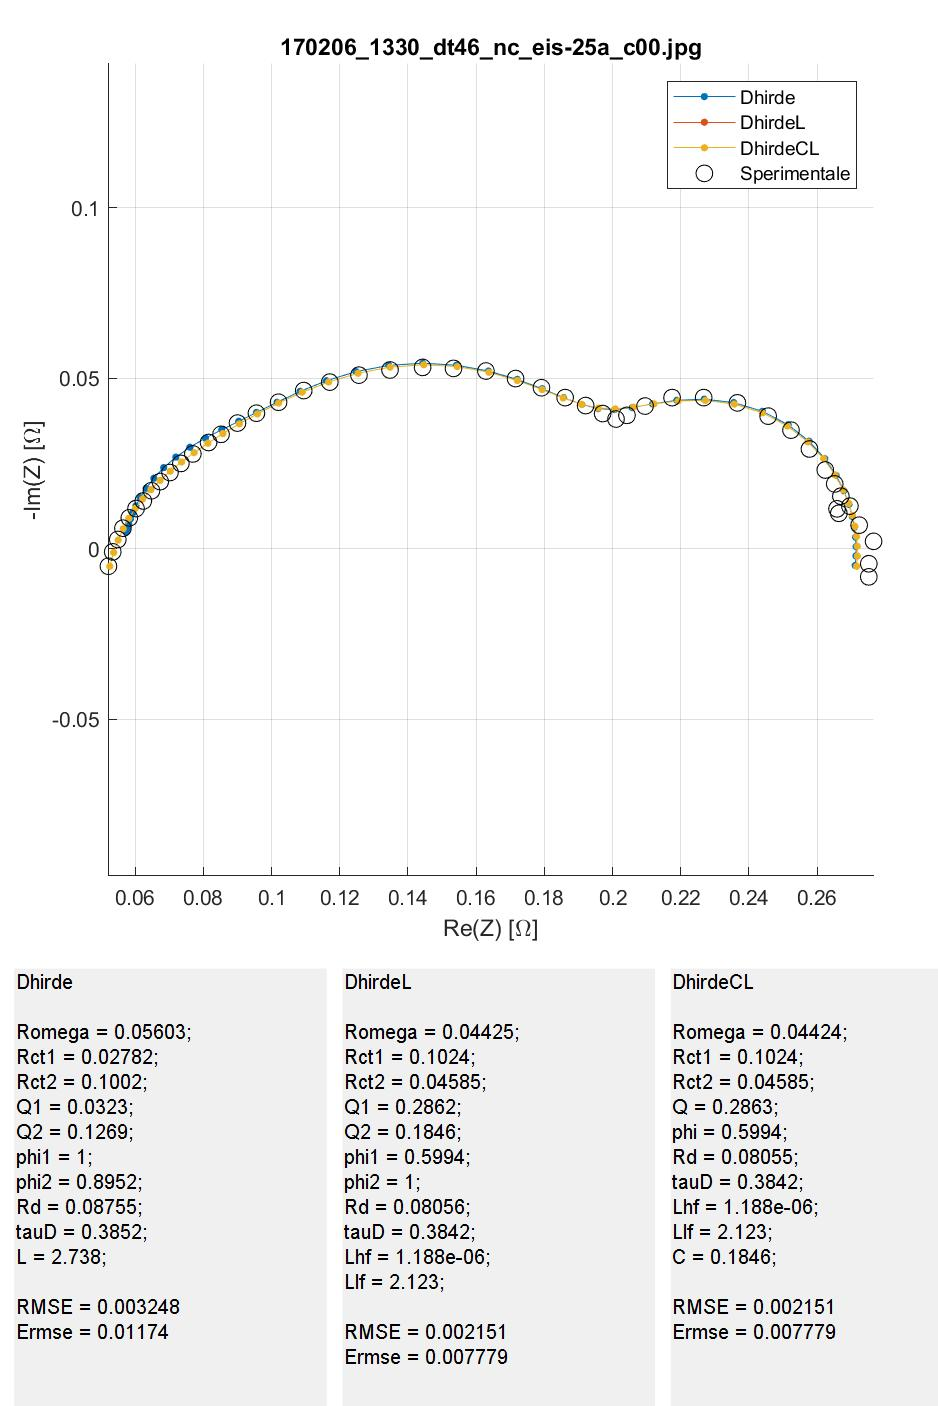 170206_1330_dt46_nc_eis-25a_c00.jpg
Dhirde
DhirdeL
DhirdeCL
Sperimentale
0.1
0.05
0
-0.05
-Im(Z) [Ω]
0.06 0.08 0.1 0.12 0.14 0.16 0.18 0.2 0.22 0.24 0.26
Re(Z) [Ω]
Dhirde
Romega = 0.05603;
Rct1 = 0.02782;
Rct2 = 0.1002;
Q1 = 0.0323;
Q2 = 0.1269;
phi1 = 1;
phi2 = 0.8952;
Rd = 0.08755;
tauD = 0.3852;
L = 2.738;
RMSE = 0.003248
Ermse = 0.01174
DhirdeL
Romega = 0.04425;
Rct1 = 0.1024;
Rct2 = 0.04585;
Q1 = 0.2862;
Q2 = 0.1846;
phi1 = 0.5994;
phi2 = 1;
Rd = 0.08056;
tauD = 0.3842;
Lhf = 1.188e-06;
Llf = 2.123;
RMSE = 0.002151
Ermse = 0.007779
DhirdeCL
Romega = 0.04424;
Rct1 = 0.1024;
Rct2 = 0.04585;
Q = 0.2863;
phi = 0.5994;
Rd = 0.08055;
tauD = 0.3842;
Lhf = 1.188e-06;
Llf = 2.123;
C = 0.1846;
RMSE = 0.002151
Ermse = 0.007779